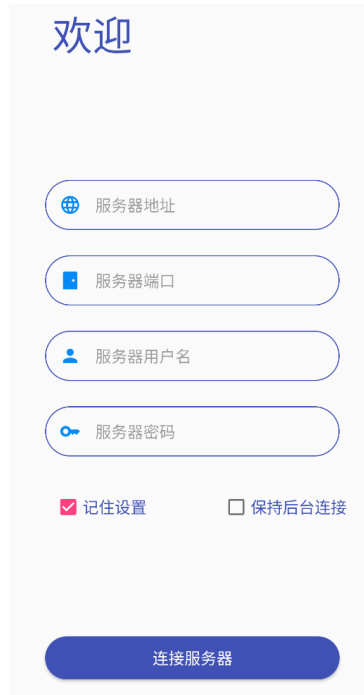 欢迎
服务器地址
服务器端口
服务器用户名
服务器密码
记住设置 保持后台连接
连接服务器